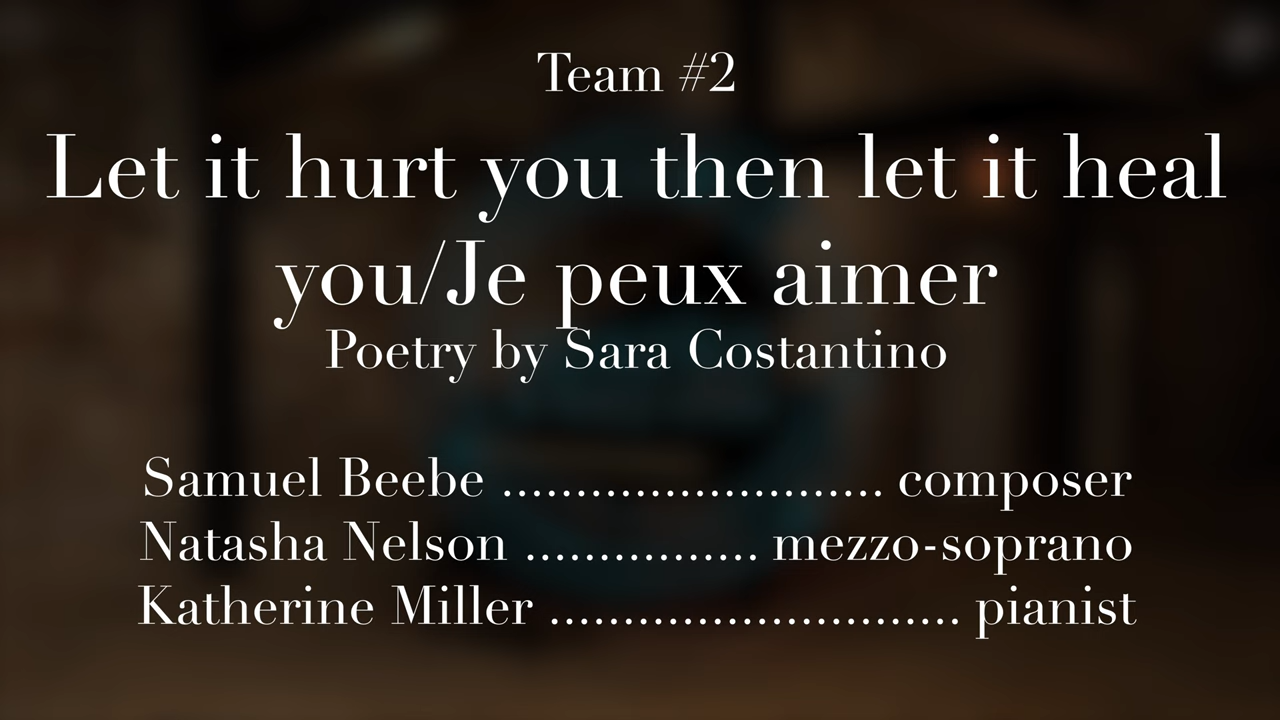 Team #2
Let it hurt you then let it heal
you/Je peux aimer
Poetry by Sara Costantino
Samuel Beebe .......................... composer
Natasha Nelson ................ mezzo-soprano
Katherine Miller ............................ pianist